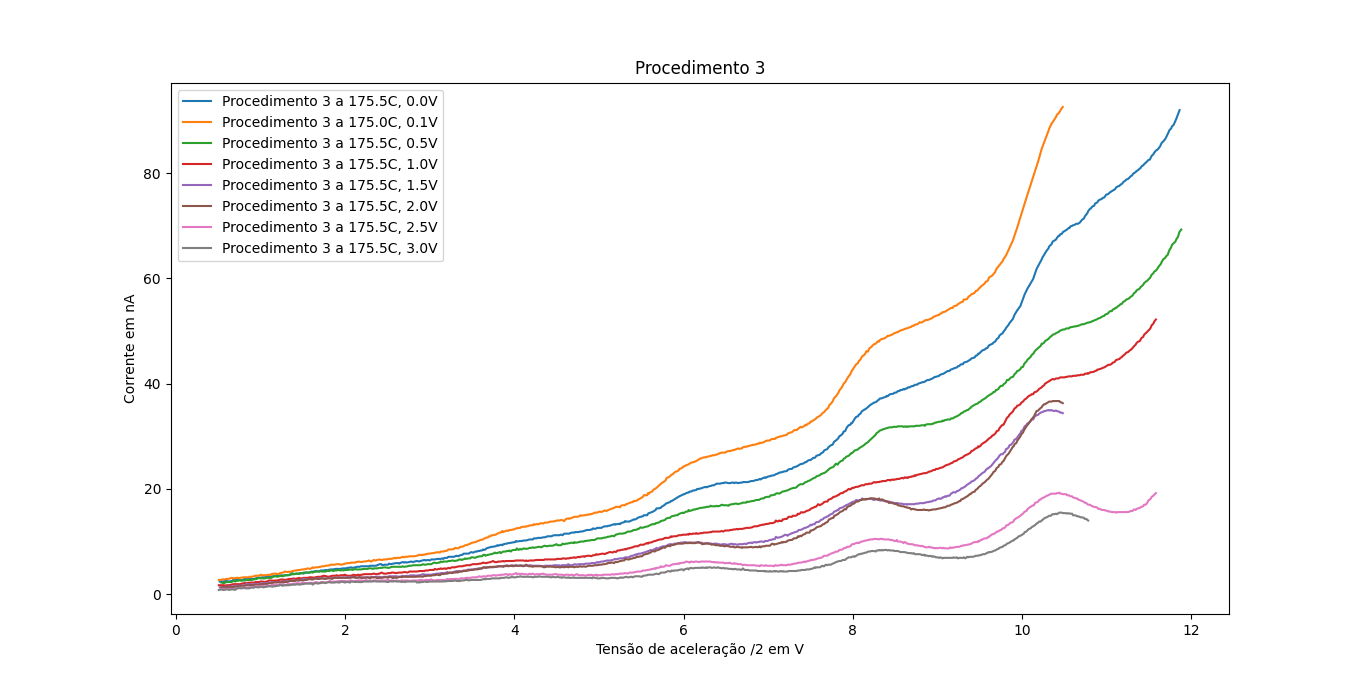 Procedimento 3
Procedimento 3 a 175.5C, 0.0V
Procedimento 3 a 175.0C, 0.1V
Procedimento 3 a 175.5C, 0.5V
Procedimento 3 a 175.5C, 1.0V
Procedimento 3 a 175.5C, 1.5V
Procedimento 3 a 175.5C, 2.0V
Procedimento 3 a 175.5C, 2.5V
Procedimento 3 a 175.5C, 3.0V
Corrente em nA
80
60
40
20
0
0 2 4 6 8 10 12
Tensão de aceleração /2 em V